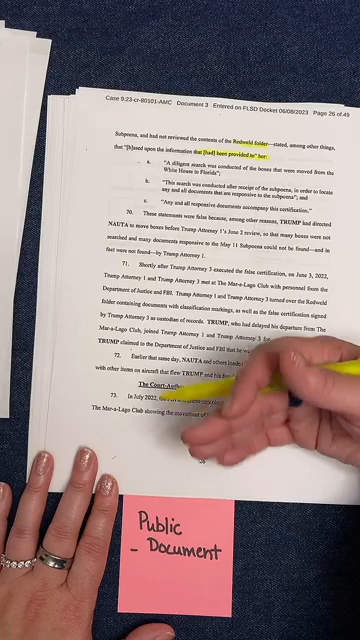 Case 9:23-cr-80101-AMC Document 3 Entered on FLSD Docket 06/08/2023 Page 26 of 49
Subpoena, and had not reviewed the contents of the Redweld folder—stated, among other things,
that "[b]ased upon the information that [had] been provided to" her:
a. "A diligent search was conducted of the boxes that were moved from the
White House to Florida";
b. "This search was conducted after receipt of the subpoena, in order to locate
any and all documents that are responsive to the subpoena"; and
c. "Any and all responsive documents accompany this certification."
70. These statements were false because, among other reasons, TRUMP had directed
NAUTA to move boxes before Trump Attorney 1's June 2 review, so that many boxes were not
searched and many documents responsive to the May 11 Subpoena could not be found—and in
fact were not found—by Trump Attorney 1.
71. Shortly after Trump Attorney 3 executed the false certification, on June 3, 2022,
Trump Attorney 1 and Trump Attorney 3 met at The Mar-a-Lago Club with personnel from the
Department of Justice and FBI. Trump Attorney 1 and Trump Attorney 3 turned over the Redweld
folder containing documents with classification markings, as well as the false certification signed
by Trump Attorney 3 as custodian of records. TRUMP, who had delayed his departure from The
Mar-a-Lago Club, joined Trump Attorney 1 and Trump Attorney 3 for
TRUMP claimed to the Department of Justice and FBI that he w
72. Earlier that same day, NAUTA and others loaded
with other items on aircraft that flew TRUMP and his
The Court-Auth
73. In July 2022, the FBI and
The Mar-a-Lago Club showing the movement of
26
Public
- Document